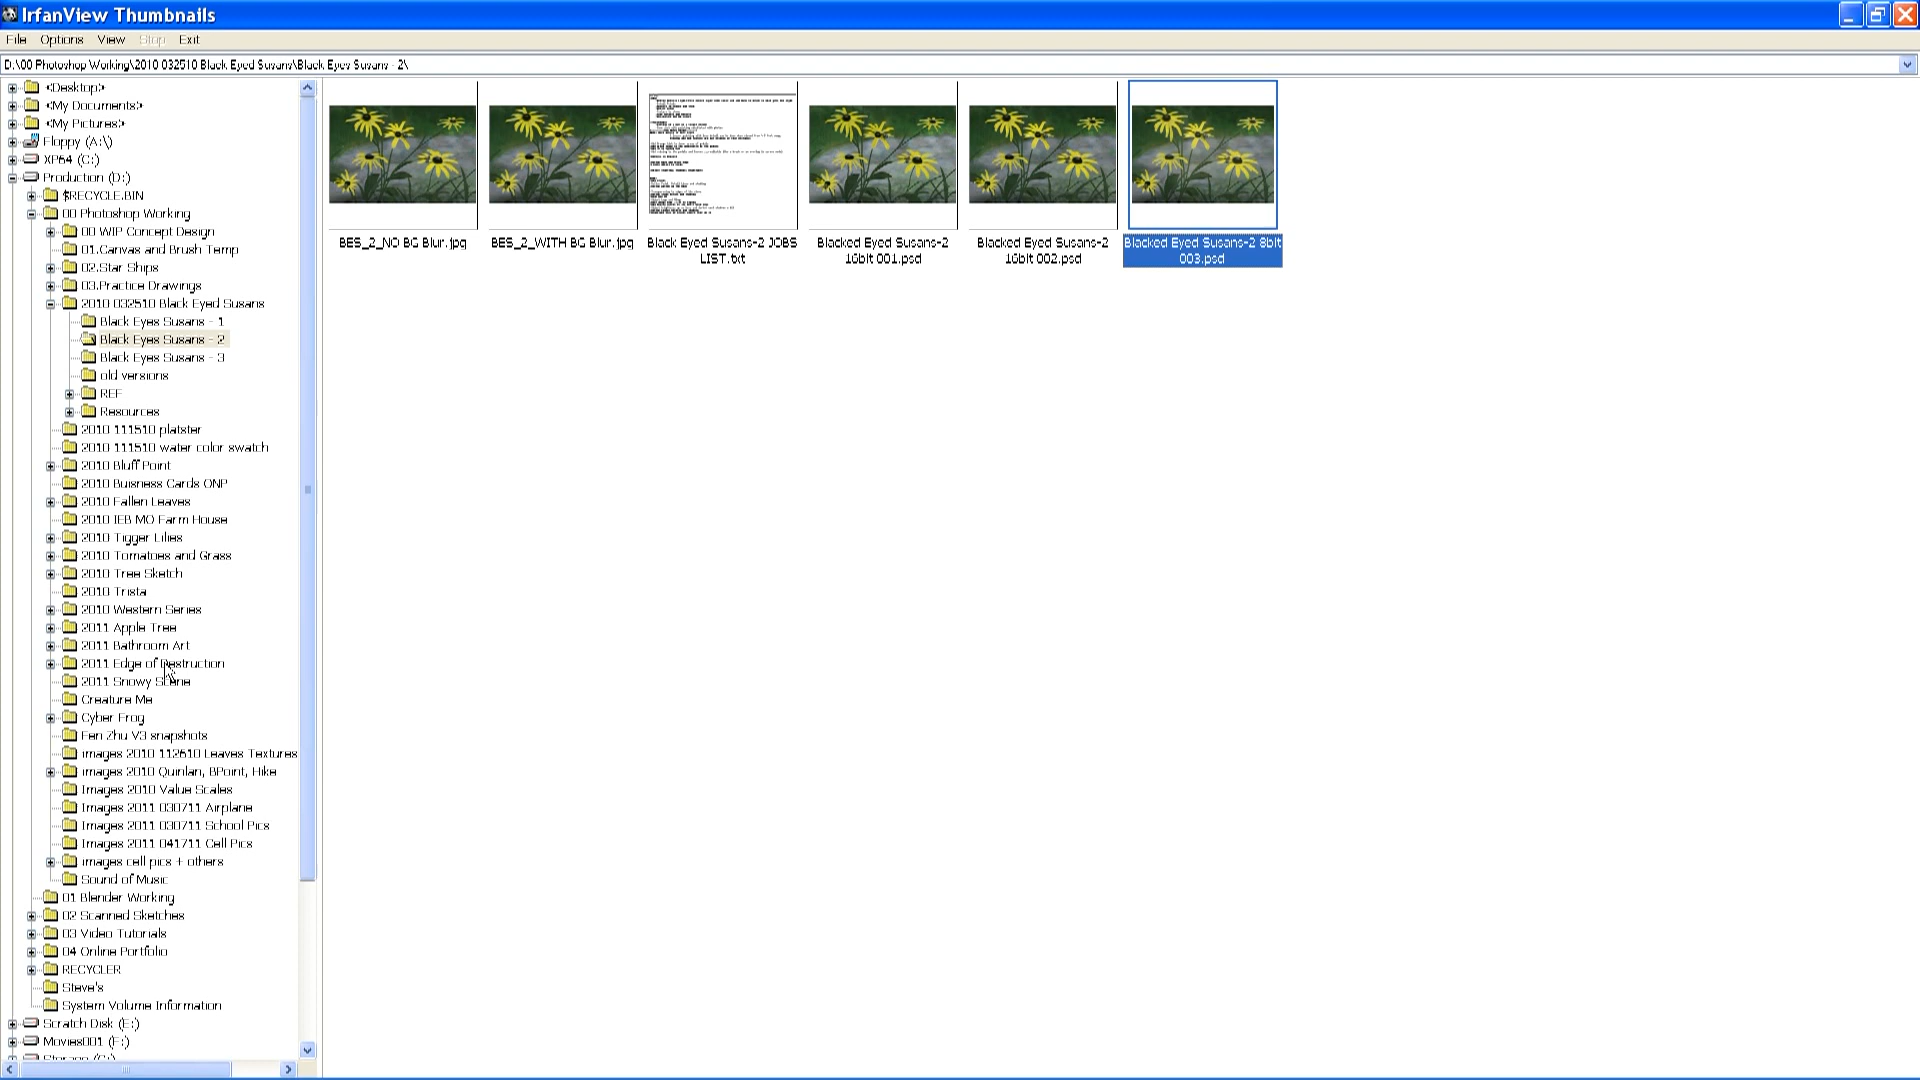 IrfanView Thumbnails
File Options View Stop Exit
D:\00 Photoshop Working\2010 032510 Black Eyed Susans\Black Eyes Susans - 2\
<Desktop>
<My Documents>
<My Pictures>
Floppy (A:\)
XP64 (C:)
Production (D:)
$RECYCLE.BIN
00 Photoshop Working
00 WIP Concept Design
01.Canvas and Brush Temp
02.Star Ships
03.Practice Drawings
2010 032510 Black Eyed Susans
Black Eyes Susans - 1
Black Eyes Susans - 2
Black Eyes Susans - 3
old versions
REF
Resources
2010 111510 platster
2010 111510 water color swatch
2010 Bluff Point
2010 Buisness Cards ONP
2010 Fallen Leaves
2010 IEB MO Farm House
2010 Tigger Lilies
2010 Tomatoes and Grass
2010 Tree Sketch
2010 Trista
2010 Western Series
2011 Apple Tree
2011 Bathroom Art
2011 Edge of Destruction
2011 Snowy Scene
Creature Me
Cyber Frog
Fen Zhu V3 snapshots
images 2010 112610 Leaves Textures
images 2010 Quinlan, BPoint, Hike
Images 2010 Value Scales
Images 2011 030711 Airplane
Images 2011 030711 School Pics
Images 2011 041711 Cell Pics
images cell pics + others
Sound of Music
01 Blender Working
02 Scanned Sketches
03 Video Tutorials
04 Online Portfolio
RECYCLER
Steve's
System Volume Information
Scratch Disk (E:)
Movies001 (F:)
Storage (G:)
BES_2_NO BG Blur.jpg
BES_2_WITH BG Blur.jpg
Black Eyed Susans-2 JOBS
LIST.txt
Blacked Eyed Susans-2
16bit 001.psd
Blacked Eyed Susans-2
16bit 002.psd
Blacked Eyed Susans-2 8bit
003.psd